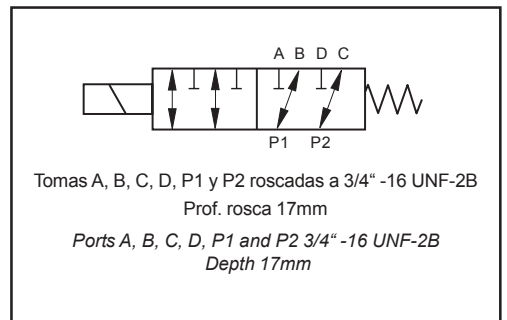 A B D C
P1 P2
Tomas A, B, C, D, P1 y P2 roscadas a 3/4“ -16 UNF-2B
Prof. rosca 17mm
Ports A, B, C, D, P1 and P2 3/4“ -16 UNF-2B
Depth 17mm